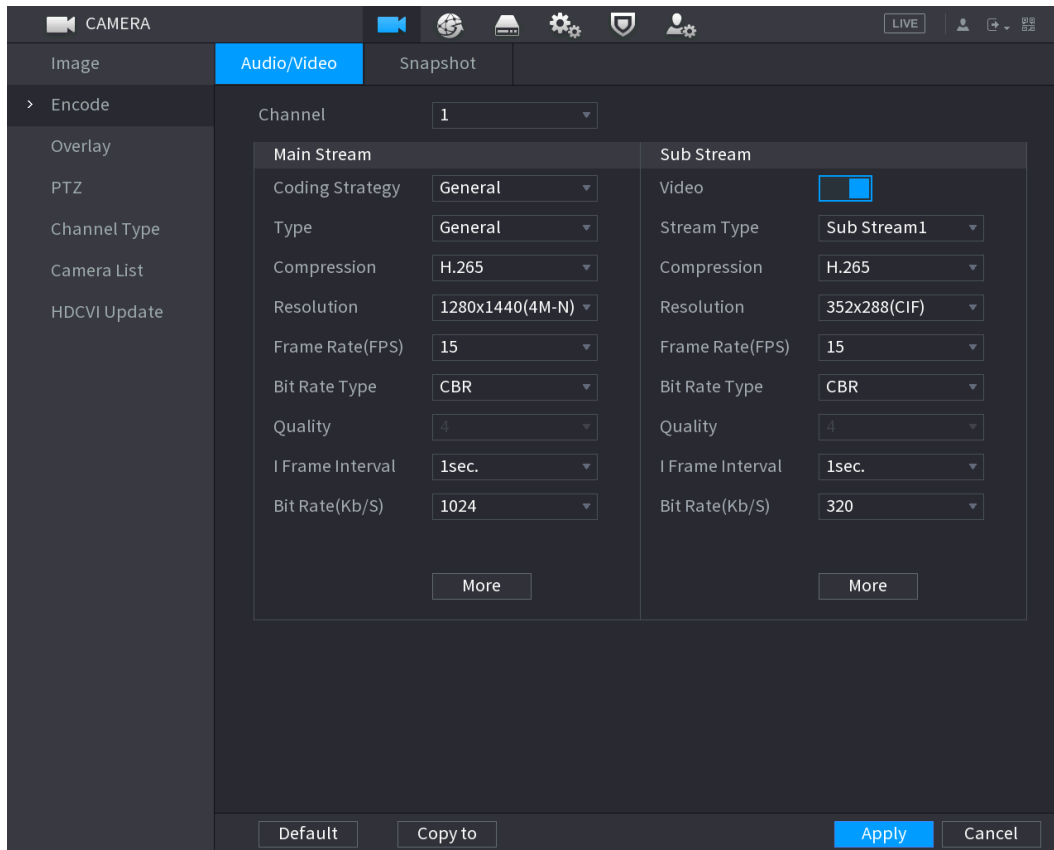 CAMERA
LIVE
Image
Encode
Overlay
PTZ
Channel Type
Camera List
HDCVI Update
Audio/Video Snapshot
Channel 1
Main Stream
Coding Strategy General
Type General
Compression H.265
Resolution 1280x1440(4M-N)
Frame Rate(FPS) 15
Bit Rate Type CBR
Quality 4
I Frame Interval 1sec.
Bit Rate(Kb/S) 1024
More
Sub Stream
Video
Stream Type Sub Stream1
Compression H.265
Resolution 352x288(CIF)
Frame Rate(FPS) 15
Bit Rate Type CBR
Quality 4
I Frame Interval 1sec.
Bit Rate(Kb/S) 320
More
Default Copy to Apply Cancel